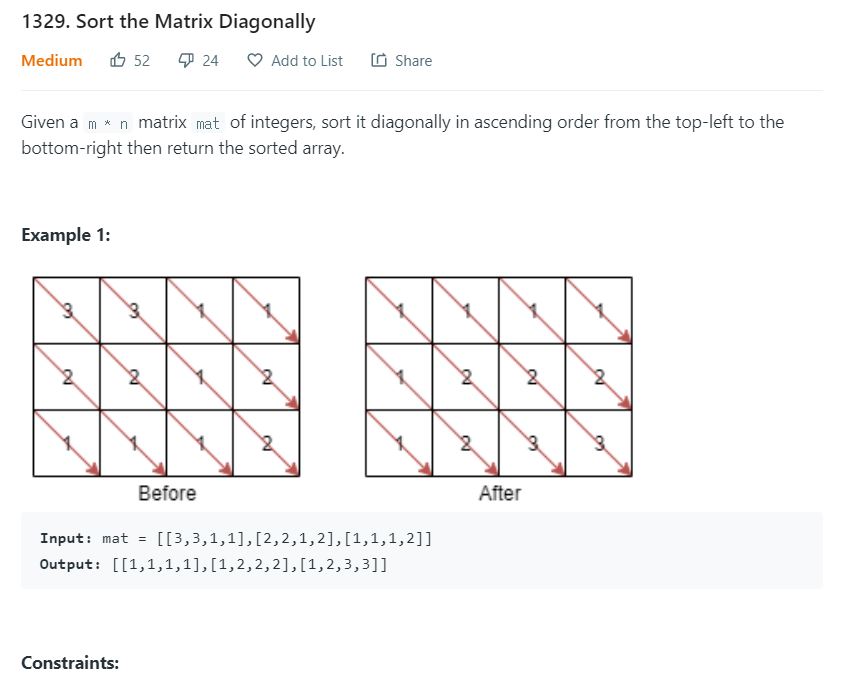 1329. Sort the Matrix Diagonally
Medium 52 24 Add to List Share
Given a m * n matrix mat of integers, sort it diagonally in ascending order from the top-left to the
bottom-right then return the sorted array.
Example 1:
3 3 1 1 1 1 1 1
2 2 1 2 1 2 2 2
1 1 1 2 1 2 3 3
Before After
Input: mat = [[3,3,1,1],[2,2,1,2],[1,1,1,2]]
Output: [[1,1,1,1],[1,2,2,2],[1,2,3,3]]
Constraints: